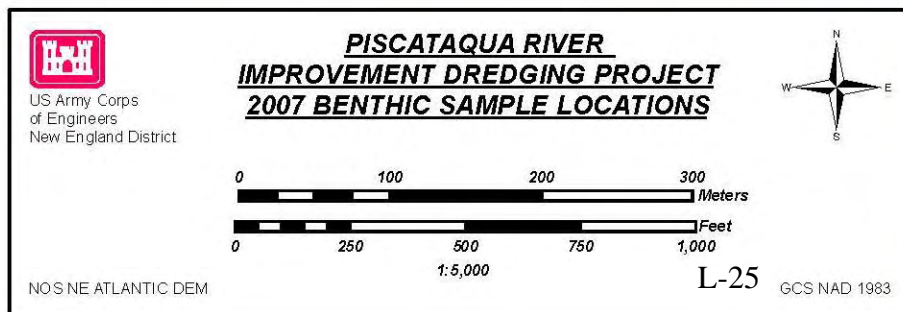 US Army Corps
of Engineers
New England District
PISCATAQUA RIVER
IMPROVEMENT DREDGING PROJECT
2007 BENTHIC SAMPLE LOCATIONS
N
W E
S
0 100 200 300
Meters
Feet
0 250 500 750 1,000
1:5,000
NOS NE ATLANTIC DEM
L-25
GCS NAD 1983